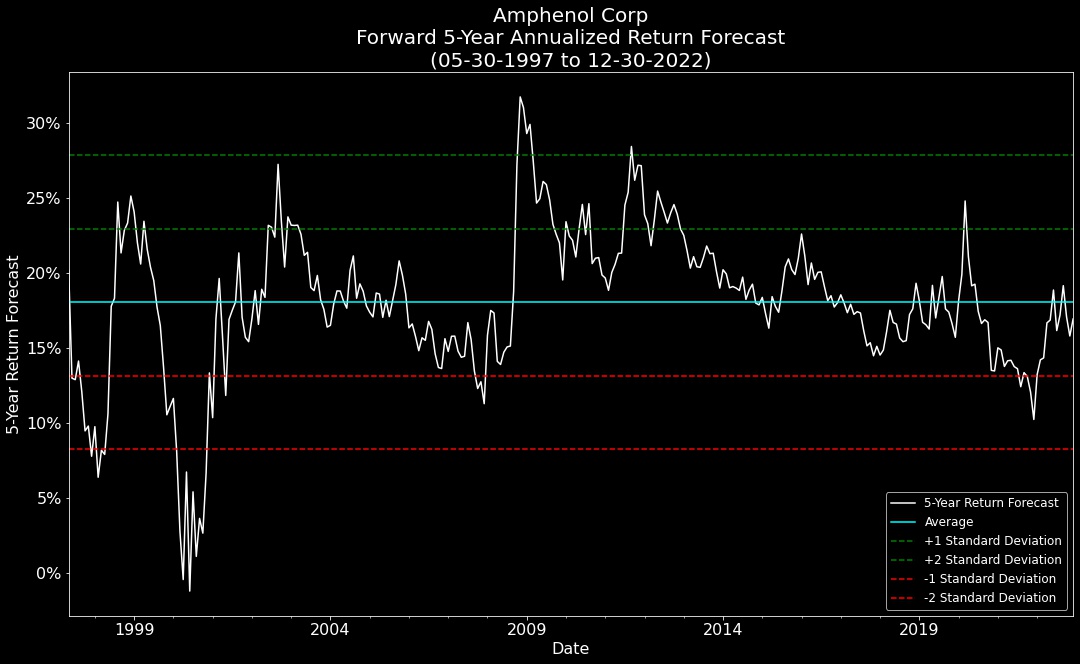 Amphenol Corp
Forward 5-Year Annualized Return Forecast
(05-30-1997 to 12-30-2022)
5-Year Return Forecast
30%
25%
20%
15%
10%
5%
0%
5-Year Return Forecast
Average
+1 Standard Deviation
+2 Standard Deviation
-1 Standard Deviation
-2 Standard Deviation
1999
2004
2009
2014
2019
Date